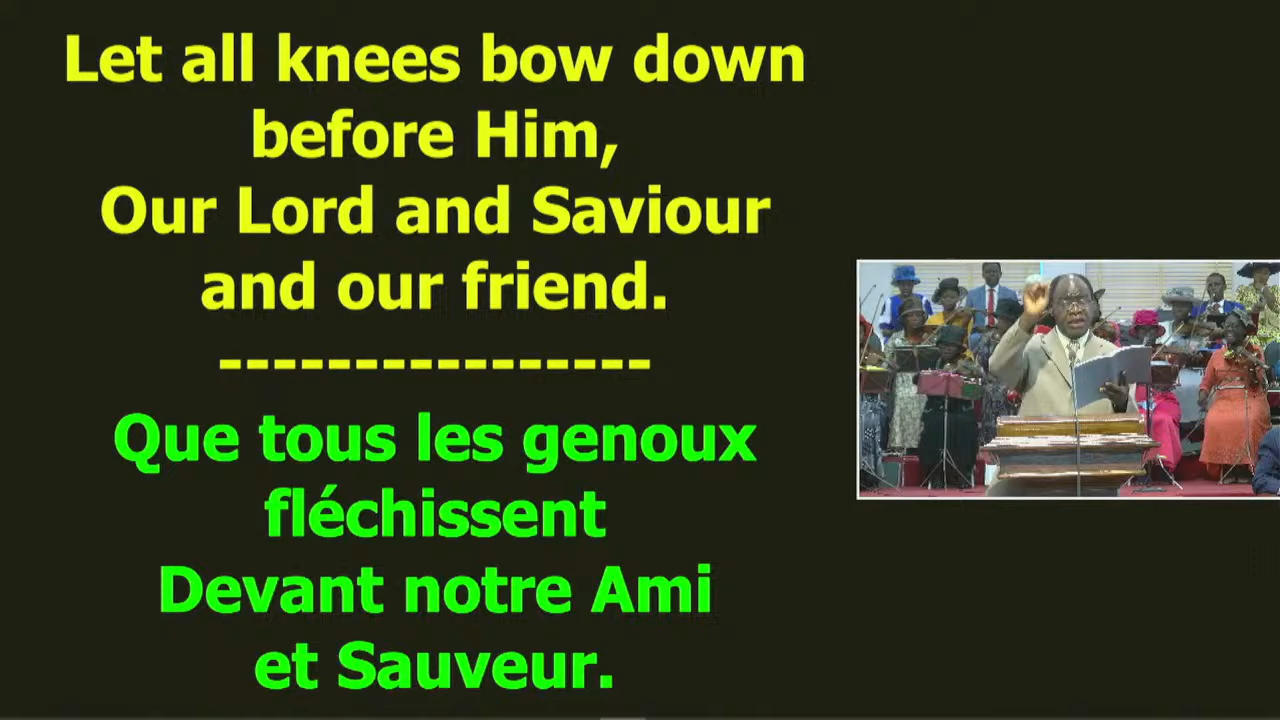 Let all knees bow down
before Him,
Our Lord and Saviour
and our friend.
----------------
Que tous les genoux
fléchissent
Devant notre Ami
et Sauveur.